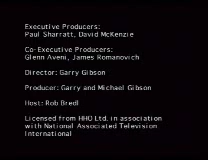 Executive Producers:
Paul Sharratt, David McKenzie
Co-Executive Producers:
Glenn Aveni, James Romanovich
Director: Garry Gibson
Producer: Garry and Michael Gibson
Host: Rob Bredl
Licensed from HHO Ltd. in association
with National Associated Television
International